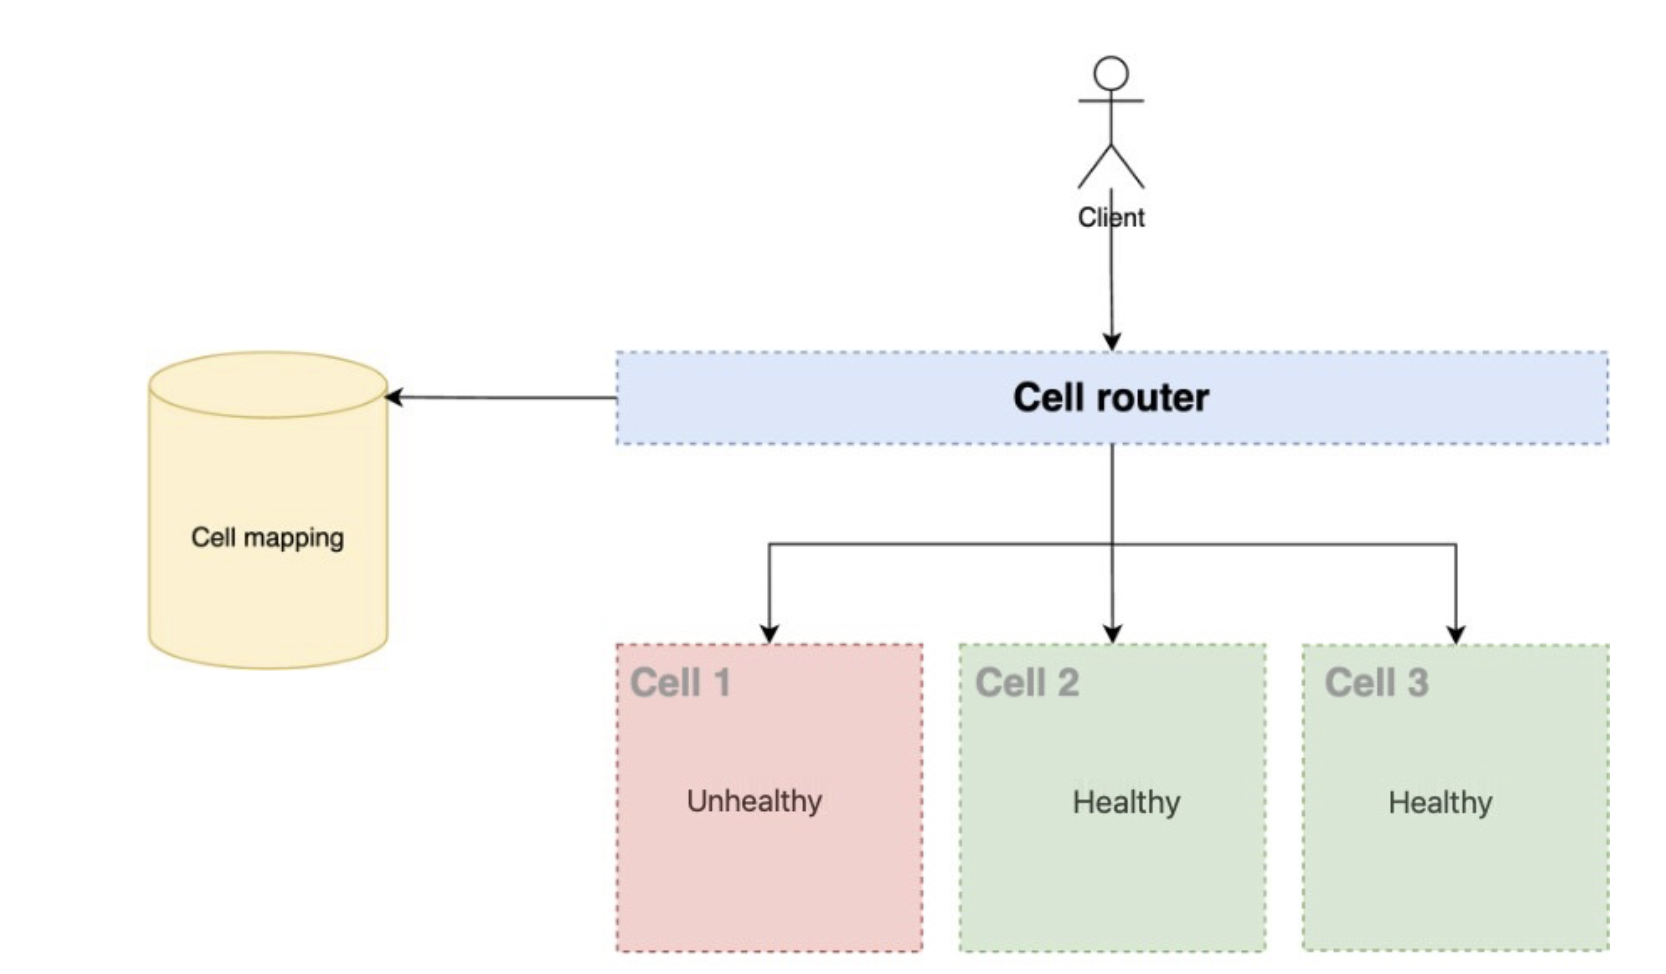 Client
Cell router
Cell mapping
Cell 1
Cell 2
Cell 3
Unhealthy
Healthy
Healthy